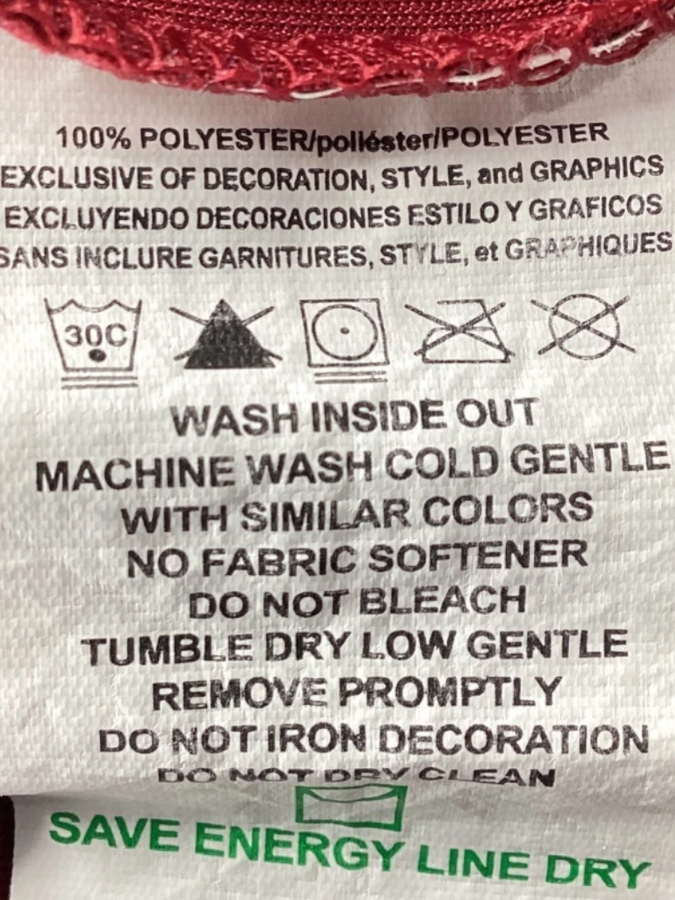 100% POLYESTER/poliéster/POLYESTER
EXCLUSIVE OF DECORATION, STYLE, and GRAPHICS
EXCLUYENDO DECORACIONES ESTILO Y GRAFICOS
SANS INCLURE GARNITURES, STYLE, et GRAPHIQUES
30C
WASH INSIDE OUT
MACHINE WASH COLD GENTLE
WITH SIMILAR COLORS
NO FABRIC SOFTENER
DO NOT BLEACH
TUMBLE DRY LOW GENTLE
REMOVE PROMPTLY
DO NOT IRON DECORATION
DO NOT DRY CLEAN
SAVE ENERGY LINE DRY